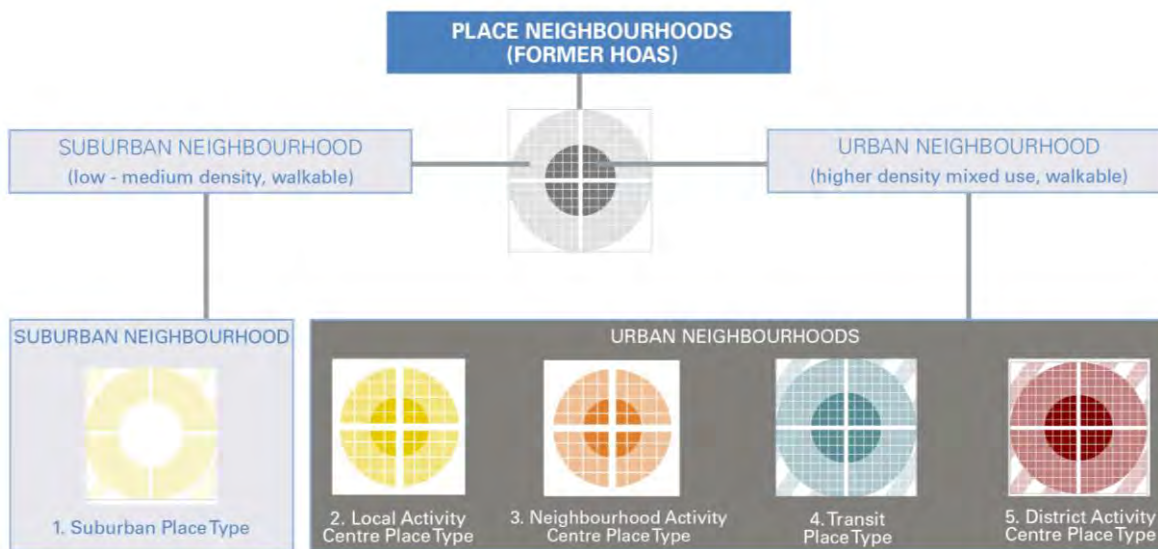 PLACE NEIGHBOURHOODS
(FORMER HOAS)
SUBURBAN NEIGHBOURHOOD
(low - medium density, walkable)
URBAN NEIGHBOURHOOD
(higher density mixed use, walkable)
SUBURBAN NEIGHBOURHOOD
1. Suburban Place Type
URBAN NEIGHBOURHOODS
2. Local Activity
Centre Place Type
3. Neighbourhood Activity
Centre Place Type
4. Transit
Place Type
5. District Activity
Centre Place Type